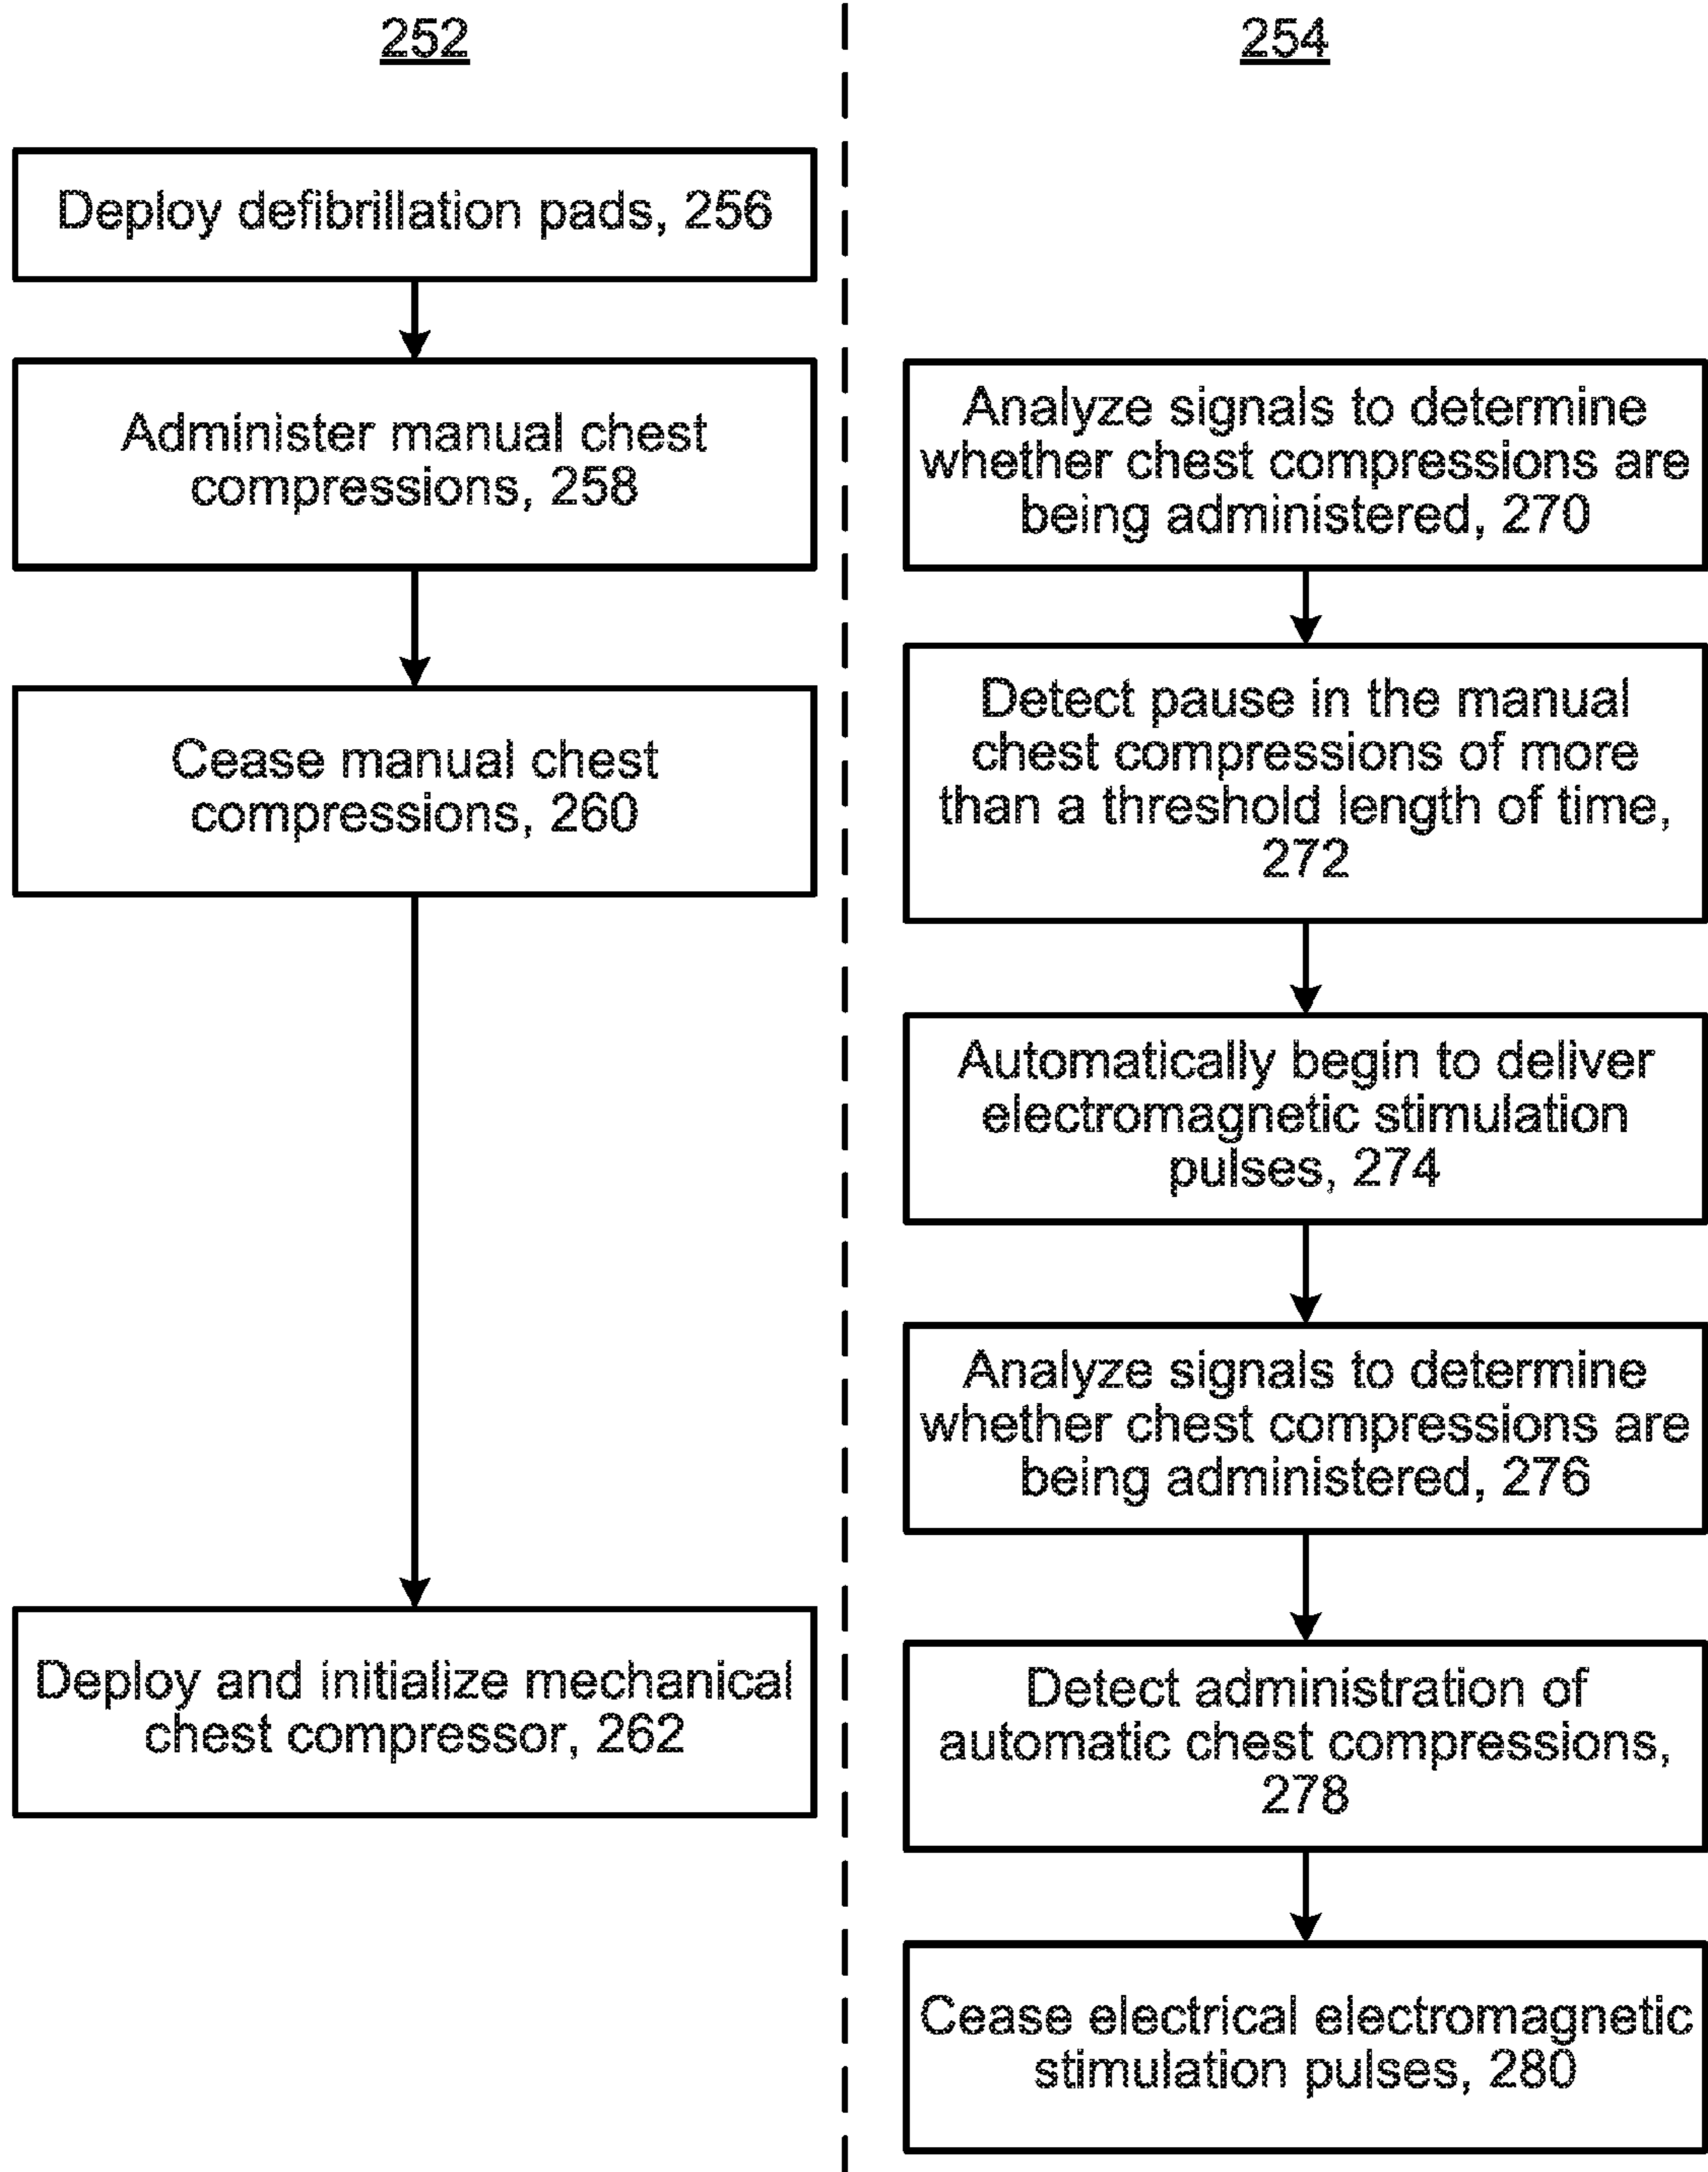 252
Deploy defibrillation pads, 256
Administer manual chest
compressions, 258
Cease manual chest
compressions, 260
Deploy and initialize mechanical
chest compressor, 262
254
Analyze signals to determine
whether chest compressions are
being administered, 270
Detect pause in the manual
chest compressions of more
than a threshold length of time,
272
Automatically begin to deliver
electromagnetic stimulation
pulses, 274
Analyze signals to determine
whether chest compressions are
being administered, 276
Detect administration of
automatic chest compressions,
278
Cease electrical electromagnetic
stimulation pulses, 280